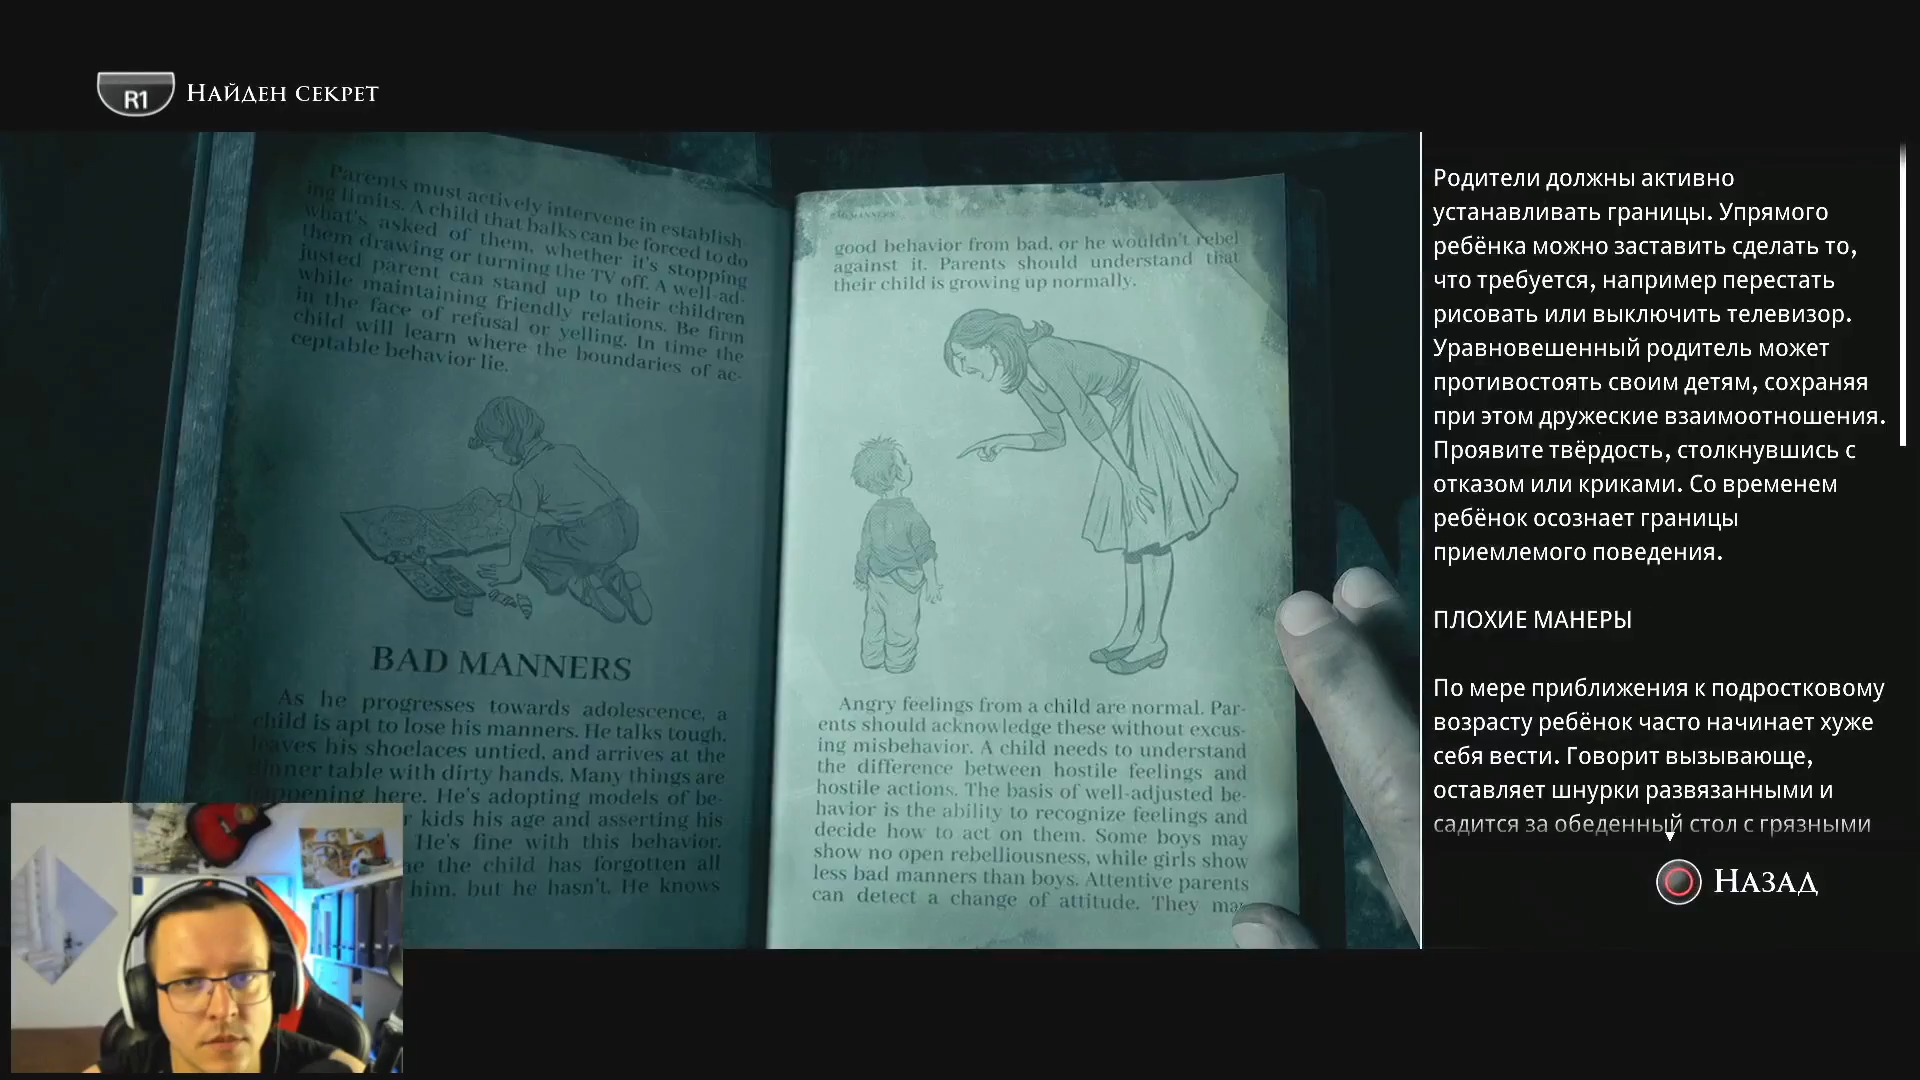 R1 НАЙДЕН СЕКРЕТ
Parents must actively intervene in establish-
ing limits. A child that balks can be forced to do
what's asked of them, whether it's stopping
them drawing or turning the TV off. A well-ad-
justed parent can stand up to their children
while maintaining friendly relations. Be firm
in the face of refusal or yelling. In time the
child will learn where the boundaries of ac-
ceptable behavior lie.
BAD MANNERS
As he progresses towards adolescence, a
child is apt to lose his manners. He talks tough,
leaves his shoelaces untied, and arrives at the
dinner table with dirty hands. Many things are
happening here. He's adopting models of be-
kids his age and asserting his
He's fine with this behavior.
the child has forgotten all
him, but he hasn't. He knows
BAD MANNERS
good behavior from bad, or he wouldn't rebel
against it. Parents should understand that
their child is growing up normally.
Angry feelings from a child are normal. Par-
ents should acknowledge these without excus-
ing misbehavior. A child needs to understand
the difference between hostile feelings and
hostile actions. The basis of well-adjusted be-
havior is the ability to recognize feelings and
decide how to act on them. Some boys may
show no open rebelliousness, while girls show
less bad manners than boys. Attentive parents
can detect a change of attitude. They may
Родители должны активно
устанавливать границы. Упрямого
ребёнка можно заставить сделать то,
что требуется, например перестать
рисовать или выключить телевизор.
Уравновешенный родитель может
противостоять своим детям, сохраняя
при этом дружеские взаимоотношения.
Проявите твёрдость, столкнувшись с
отказом или криками. Со временем
ребёнок осознает границы
приемлемого поведения.
ПЛОХИЕ МАНЕРЫ
По мере приближения к подростковому
возрасту ребёнок часто начинает хуже
себя вести. Говорит вызывающе,
оставляет шнурки развязанными и
садится за обеденный стол с грязными
НАЗАД